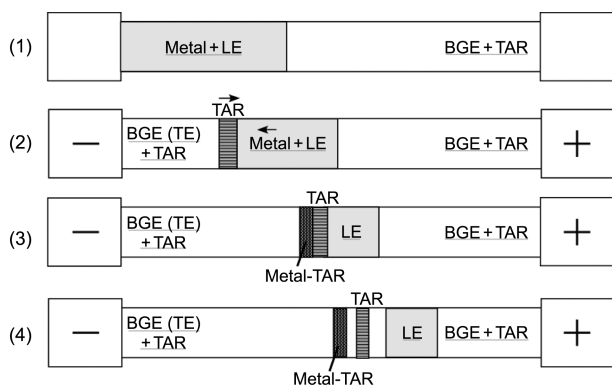 (1)
Metal + LE
BGE + TAR
TAR
(2)
−
BGE (TE)
+ TAR
Metal + LE
BGE + TAR
+
TAR
(3)
−
BGE (TE)
+ TAR
LE
BGE + TAR
+
Metal-TAR
TAR
(4)
−
BGE (TE)
+ TAR
LE
BGE + TAR
+
Metal-TAR